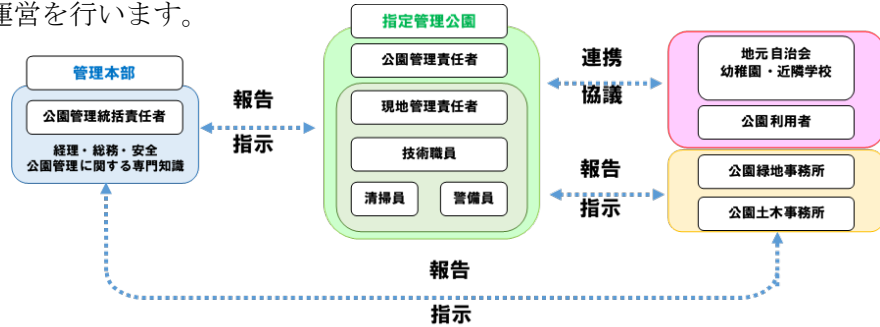 運営を行います。
管理本部
公園管理統括責任者
経理・総務・安全
公園管理に関する専門知識
報告
指示
指定管理公園
公園管理責任者
現地管理責任者
技術職員
清掃員
警備員
連携
協議
報告
指示
地元自治会
幼稚園・近隣学校
公園利用者
公園緑地事務所
公園土木事務所
報告
指示